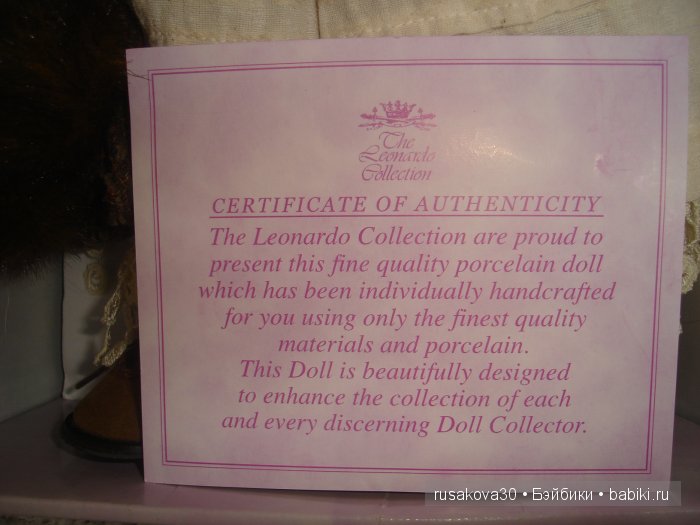 The
Leonardo
Collection
CERTIFICATE OF AUTHENTICITY
The Leonardo Collection are proud to
present this fine quality porcelain doll
which has been individually handcrafted
for you using only the finest quality
materials and porcelain.
This Doll is beautifully designed
to enhance the collection of each
and every discerning Doll Collector.
rusakova30 • Бэйбики • babiki.ru